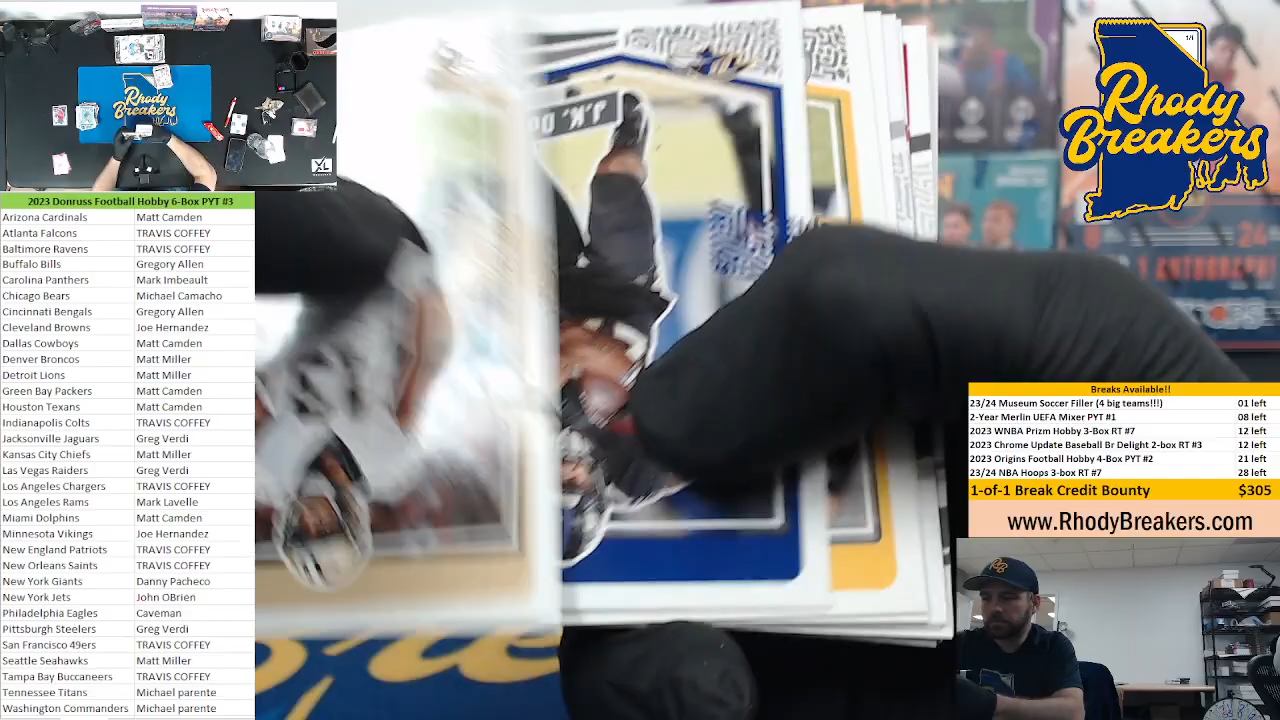 Rhody
Breakers
XL
2023 Donruss Football Hobby 6-Box PYT #3
Arizona Cardinals Matt Camden
Atlanta Falcons TRAVIS COFFEY
Baltimore Ravens TRAVIS COFFEY
Buffalo Bills Gregory Allen
Carolina Panthers Mark Imbeault
Chicago Bears Michael Camacho
Cincinnati Bengals Gregory Allen
Cleveland Browns Joe Hernandez
Dallas Cowboys Matt Camden
Denver Broncos Matt Miller
Detroit Lions Matt Miller
Green Bay Packers Matt Camden
Houston Texans Matt Camden
Indianapolis Colts TRAVIS COFFEY
Jacksonville Jaguars Greg Verdi
Kansas City Chiefs Matt Camden
Las Vegas Raiders Greg Verdi
Los Angeles Chargers TRAVIS COFFEY
Los Angeles Rams Mark Lavelle
Miami Dolphins Matt Camden
Minnesota Vikings Joe Hernandez
New England Patriots TRAVIS COFFEY
New Orleans Saints TRAVIS COFFEY
New York Giants Danny Pacheco
New York Jets John OBrien
Philadelphia Eagles Caveman
Pittsburgh Steelers Greg Verdi
San Francisco 49ers TRAVIS COFFEY
Seattle Seahawks Matt Miller
Tampa Bay Buccaneers TRAVIS COFFEY
Tennessee Titans Michael parente
Washington Commanders Michael parente
J.K. DO
1/1
Rhody
Breakers
24
1 AUTOGRAPH
Breaks Available!!
23/24 Museum Soccer Filler (4 big teams!!!) 01 left
2-Year Merlin UEFA Mixer PYT #1 08 left
2023 WNBA Prizm Hobby 3-Box RT #7 12 left
2023 Chrome Update Baseball Br Delight 2-box RT #3 12 left
2023 Origins Football Hobby 4-Box PYT #2 21 left
23/24 NBA Hoops 3-box RT #7 28 left
1-of-1 Break Credit Bounty $305
www.RhodyBreakers.com
RB